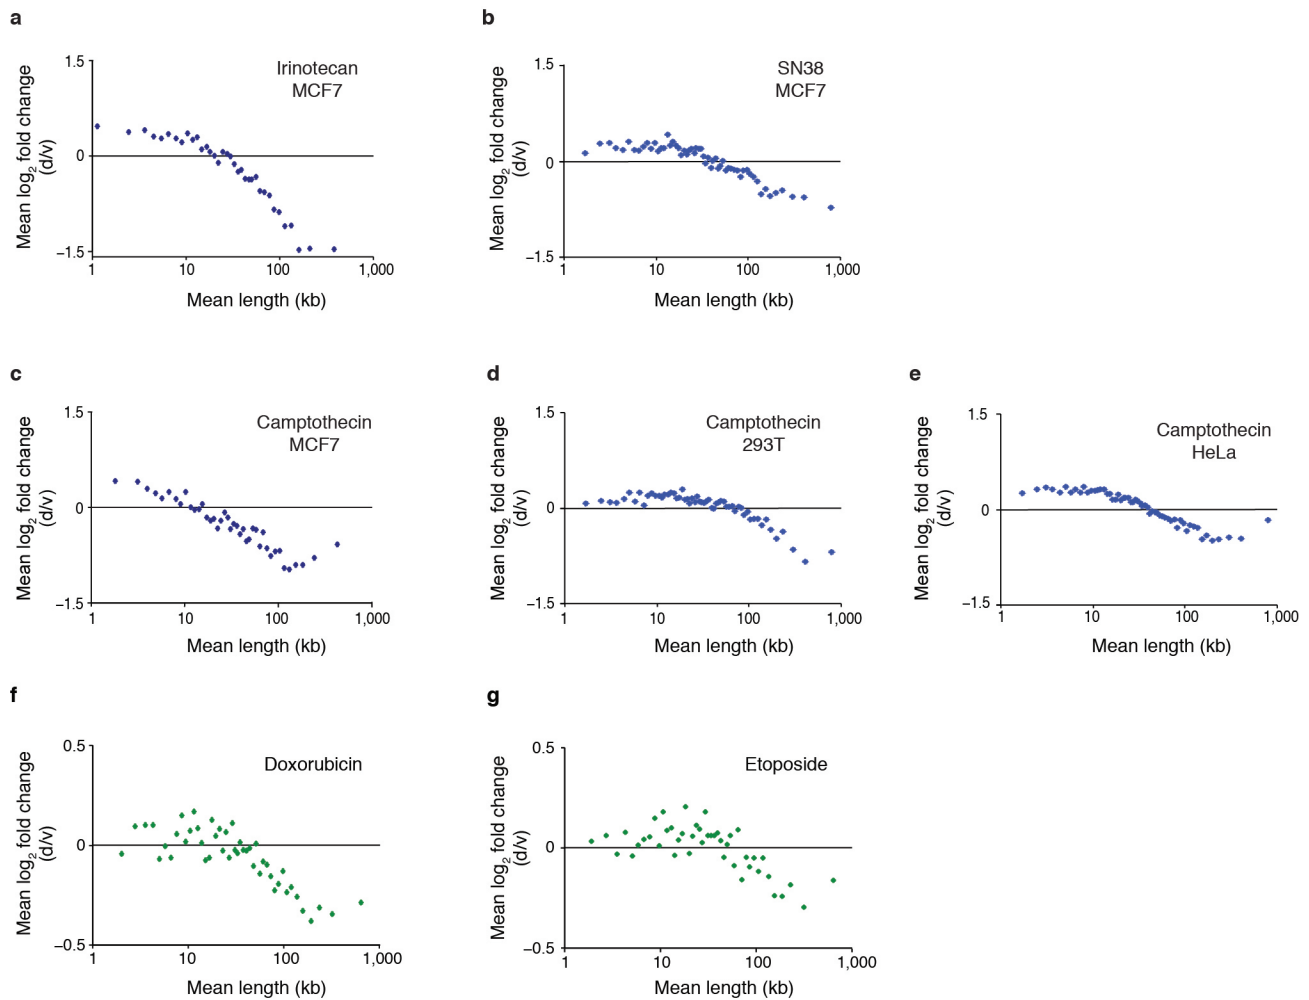 a
Irinotecan
MCF7
Mean log2 fold change
(d/v)
1.5
0
−1.5
1
10
100
1,000
Mean length (kb)
b
SN38
MCF7
Mean log2 fold change
(d/v)
1.5
0
−1.5
1
10
100
1,000
Mean length (kb)
c
Camptothecin
MCF7
Mean log2 fold change
(d/v)
1.5
0
−1.5
1
10
100
1,000
Mean length (kb)
d
Camptothecin
293T
Mean log2 fold change
(d/v)
1.5
0
−1.5
1
10
100
1,000
Mean length (kb)
e
Camptothecin
HeLa
Mean log2 fold change
(d/v)
1.5
0
−1.5
1
10
100
1,000
Mean length (kb)
f
Doxorubicin
Mean log2 fold change
(d/v)
0.5
0
−0.5
1
10
100
1,000
Mean length (kb)
g
Etoposide
Mean log2 fold change
(d/v)
0.5
0
−0.5
1
10
100
1,000
Mean length (kb)